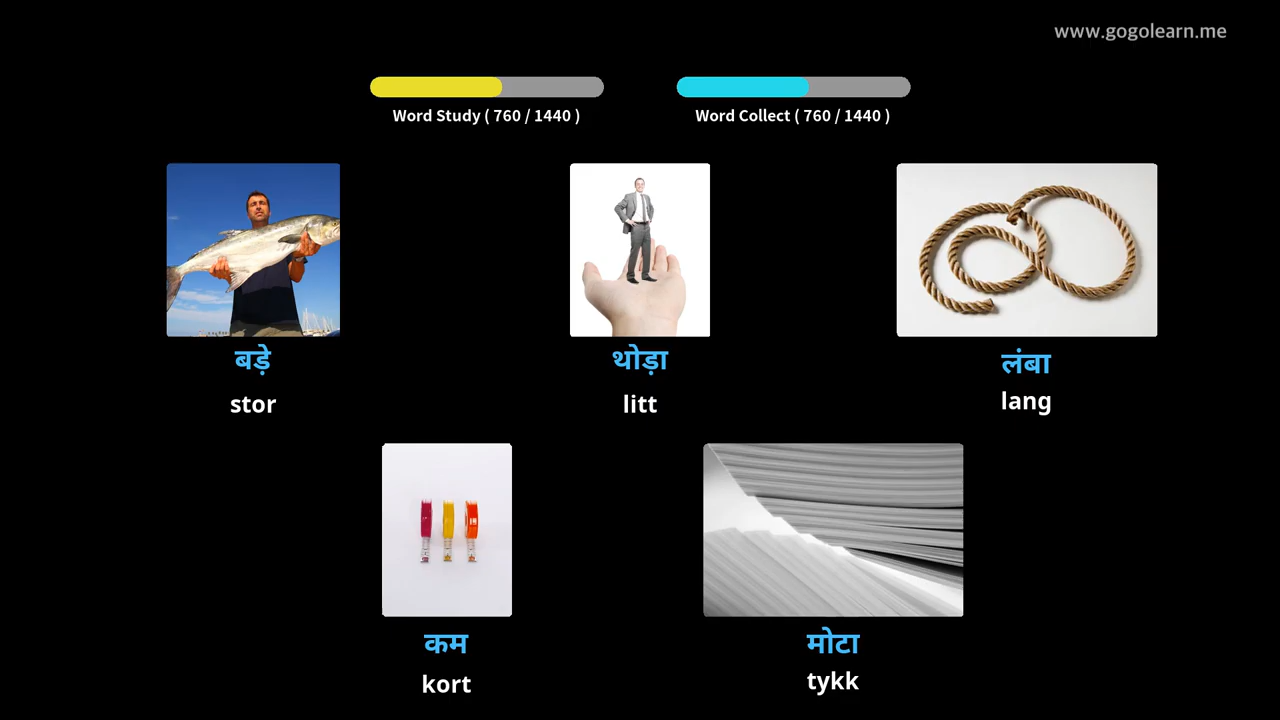 www.gogolearn.me
Word Study ( 760 / 1440 )
Word Collect ( 760 / 1440 )
बड़े
stor
थोड़ा
litt
लंबा
lang
कम
kort
मोटा
tykk